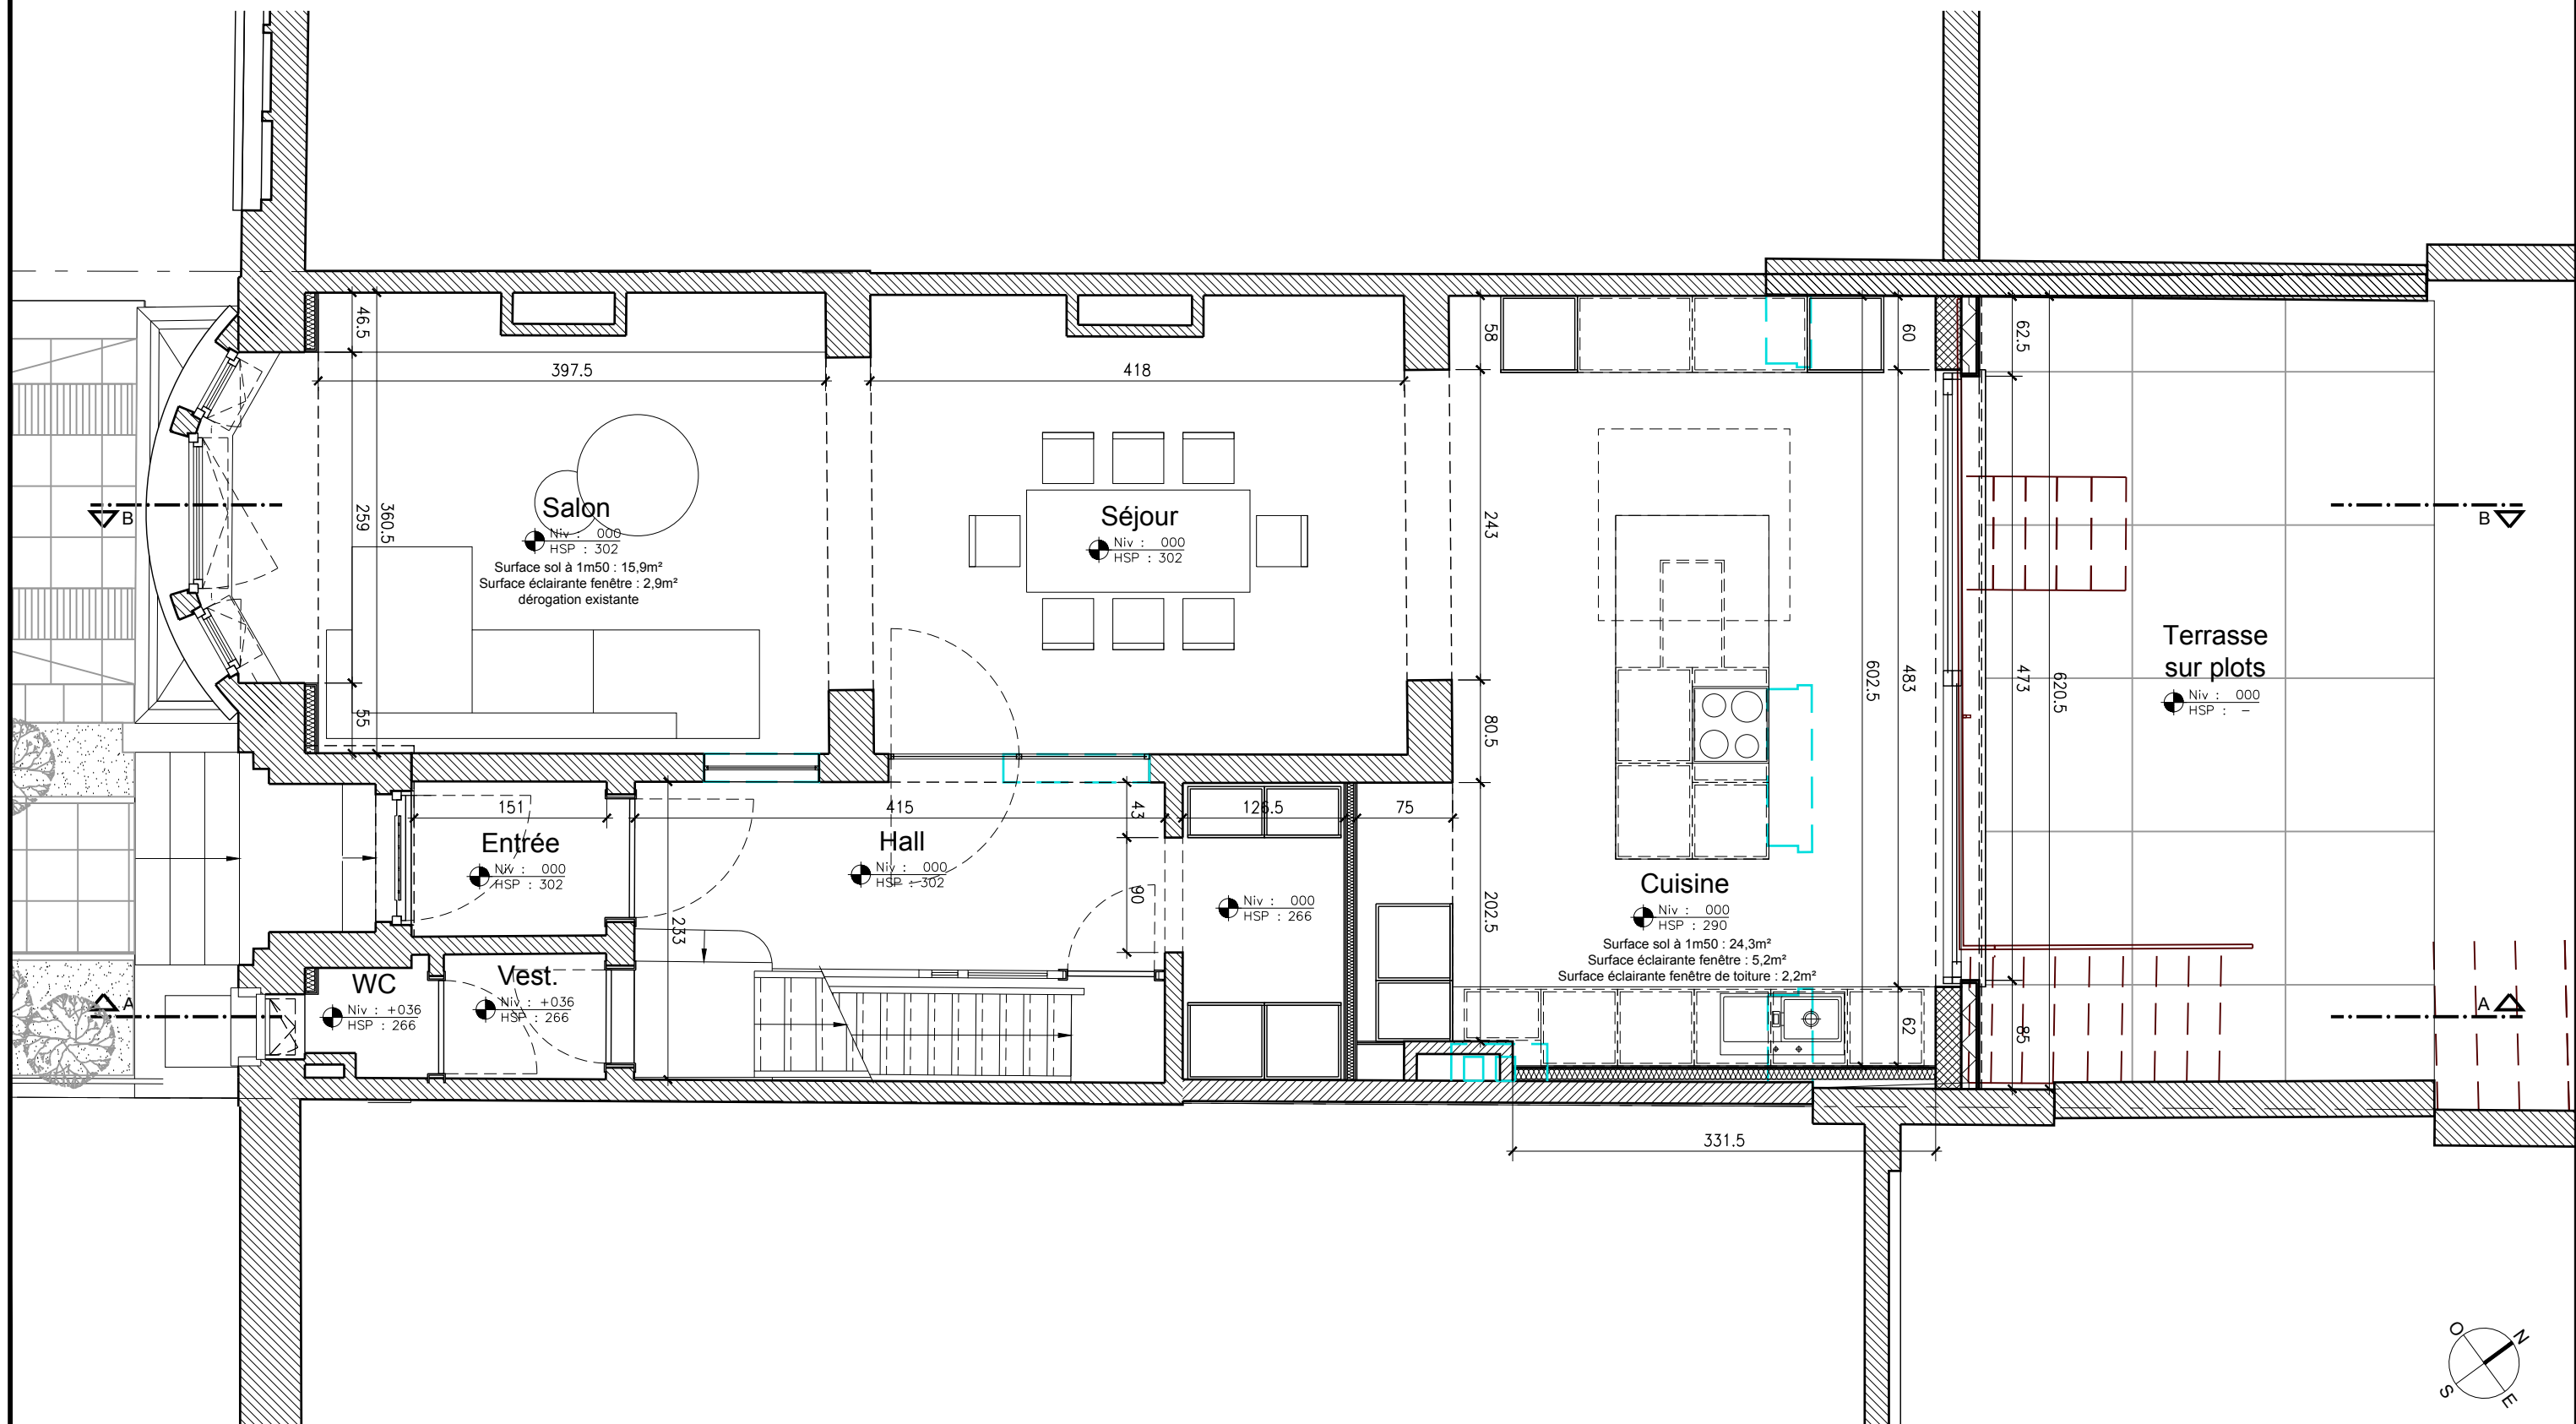 46.5
397.5
418
58
60
62.5
B
Salon
Niv : 000
HSP : 302
Surface sol à 1m50 : 15,9m²
Surface éclairante fenêtre : 2,9m²
dérogation existante
259
360.5
55
Séjour
Niv : 000
HSP : 302
243
80.5
602.5
483
473
620.5
B
Terrasse
sur plots
Niv : 000
HSP : –
151
415
43
126.5
75
Entrée
Niv : 000
HSP : 302
Hall
Niv : 000
HSP : 302
90
233
Niv : 000
HSP : 266
202.5
Cuisine
Niv : 000
HSP : 290
Surface sol à 1m50 : 24,3m²
Surface éclairante fenêtre : 5,2m²
Surface éclairante fenêtre de toiture : 2,2m²
A
WC
Niv : +036
HSP : 266
Vest.
Niv : +036
HSP : 266
62
85
A
331.5
O
N
S
E